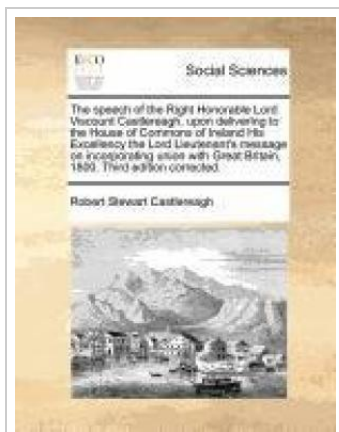 ECCO
Social Sciences
The speech of the Right Honorable Lord
Viscount Castlereagh, upon delivering to
the House of Commons of Ireland His
Excellency the Lord Lieutenant's message
on incorporating union with Great Britain,
1800. Third edition corrected.
Robert Stewart Castlereagh